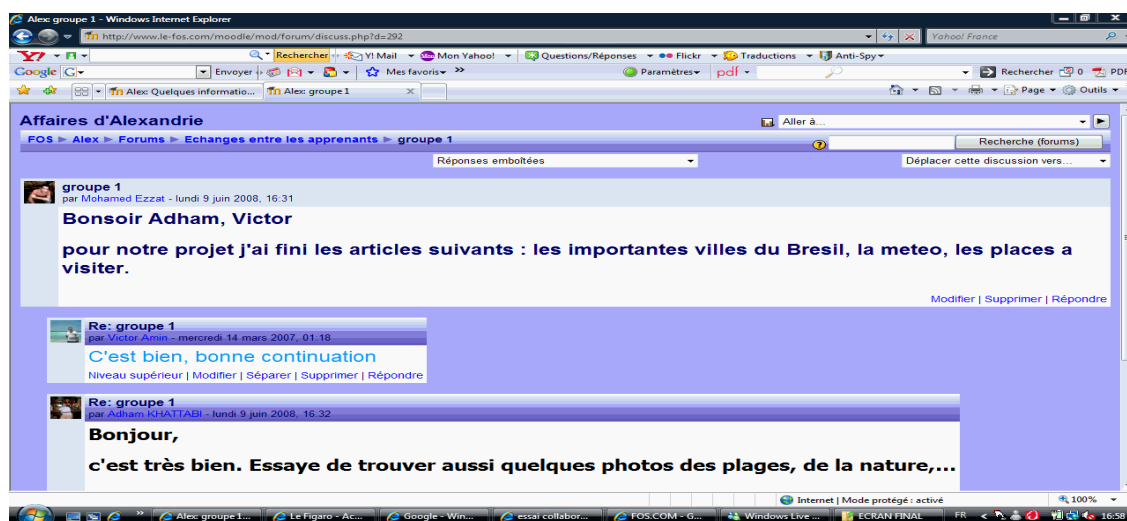 Alex: groupe 1 - Windows Internet Explorer
http://www.le-fos.com/moodle/mod/forum/discuss.php?d=292
Yahoo! France
Y! Rechercher Y! Mail Mon Yahoo! Questions/Réponses Flickr Traductions Anti-Spy
Google G Envoyer Mes favoris » Paramètres pdf Rechercher 0 PDF
Alex: Quelques informatio... Alex: groupe 1 x Page Outils
Affaires d'Alexandrie
Aller à...
FOS ► Alex ► Forums ► Echanges entre les apprenants ► groupe 1
Recherche (forums)
Réponses emboîtées
Déplacer cette discussion vers...
groupe 1
par Mohamed Ezzat - lundi 9 juin 2008, 16:31
Bonsoir Adham, Victor
pour notre projet j'ai fini les articles suivants : les importantes villes du Bresil, la meteo, les places a
visiter.
Modifier | Supprimer | Répondre
Re: groupe 1
par Victor Amin - mercredi 14 mars 2007, 01:18
C'est bien, bonne continuation
Niveau supérieur | Modifier | Séparer | Supprimer | Répondre
Re: groupe 1
par Adham KHATTABI - lundi 9 juin 2008, 16:32
Bonjour,
c'est très bien. Essaye de trouver aussi quelques photos des plages, de la nature,...
Internet | Mode protégé : activé
100%
» Alex: groupe 1... Le Figaro - Ac... Google - Win... essai collabor... FOS.COM - G... Windows Live ... ECRAN FINAL FR < 16:58